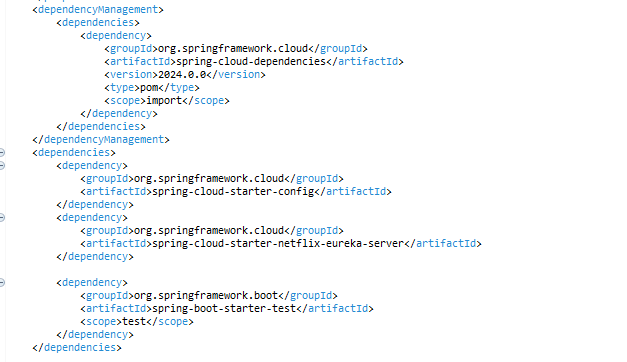 <dependencyManagement>
<dependencies>
<dependency>
<groupId>org.springframework.cloud</groupId>
<artifactId>spring-cloud-dependencies</artifactId>
<version>2024.0.0</version>
<type>pom</type>
<scope>import</scope>
</dependency>
</dependencies>
</dependencyManagement>
<dependencies>
<dependency>
<groupId>org.springframework.cloud</groupId>
<artifactId>spring-cloud-starter-config</artifactId>
</dependency>
<dependency>
<groupId>org.springframework.cloud</groupId>
<artifactId>spring-cloud-starter-netflix-eureka-server</artifactId>
</dependency>
<dependency>
<groupId>org.springframework.boot</groupId>
<artifactId>spring-boot-starter-test</artifactId>
<scope>test</scope>
</dependency>
</dependencies>